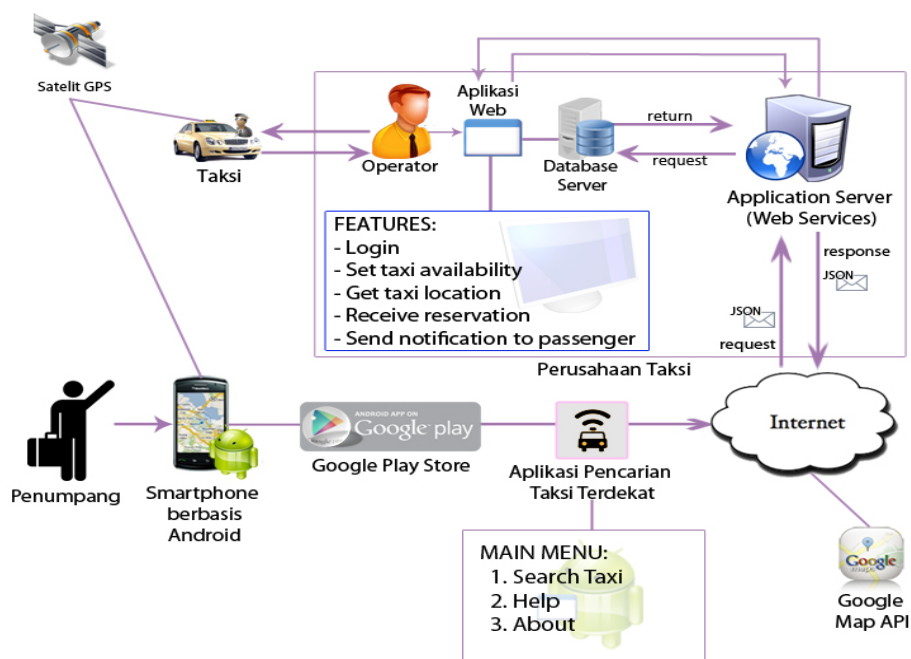 Satelit GPS
Taksi
Operator
Aplikasi
Web
Database
Server
return
request
Application Server
(Web Services)
FEATURES:
- Login
- Set taxi availability
- Get taxi location
- Receive reservation
- Send notification to passenger
response
JSON
JSON
request
Perusahaan Taksi
Penumpang
Smartphone
berbasis
Android
ANDROID APP ON
Google play
Google Play Store
Aplikasi Pencarian
Taksi Terdekat
Internet
MAIN MENU:
1. Search Taxi
2. Help
3. About
Google
Google
Map API